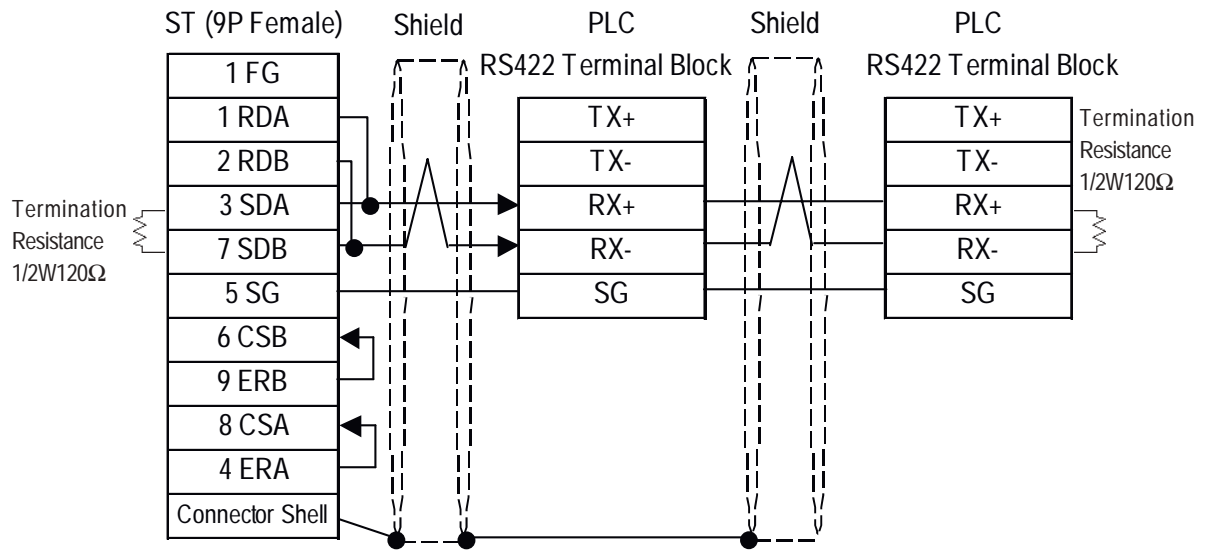 ST (9P Female)
Shield
PLC
Shield
PLC
RS422 Terminal Block
RS422 Terminal Block
1 FG
1 RDA
2 RDB
3 SDA
7 SDB
5 SG
6 CSB
9 ERB
8 CSA
4 ERA
Connector Shell
Termination
Resistance
1/2W120Ω
TX+
TX-
RX+
RX-
SG
TX+
TX-
RX+
RX-
SG
Termination
Resistance
1/2W120Ω